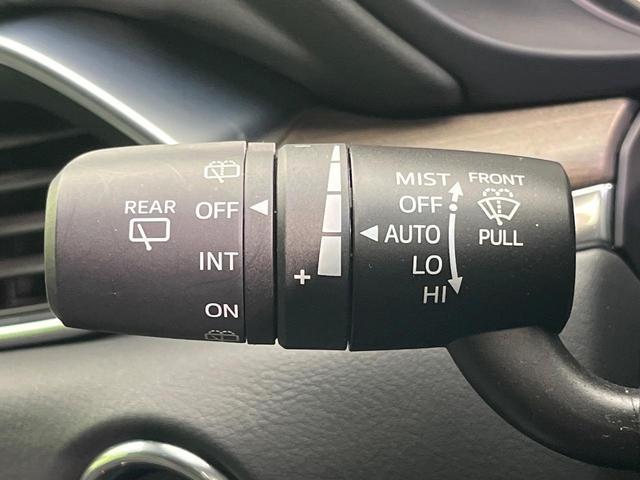 REAR
OFF
INT
ON
−
+
MIST
OFF
AUTO
LO
HI
FRONT
PULL